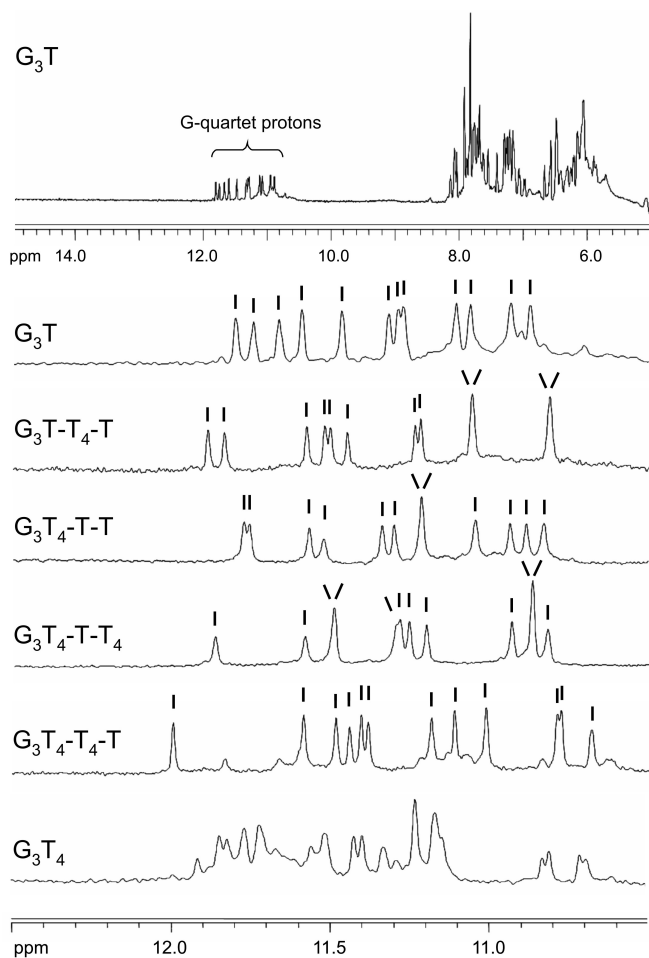 G₃T
G-quartet protons
ppm 14.0 12.0 10.0 8.0 6.0
G₃T
G₃T-T₄-T
G₃T₄-T-T
G₃T₄-T-T₄
G₃T₄-T₄-T
G₃T₄
ppm 12.0 11.5 11.0